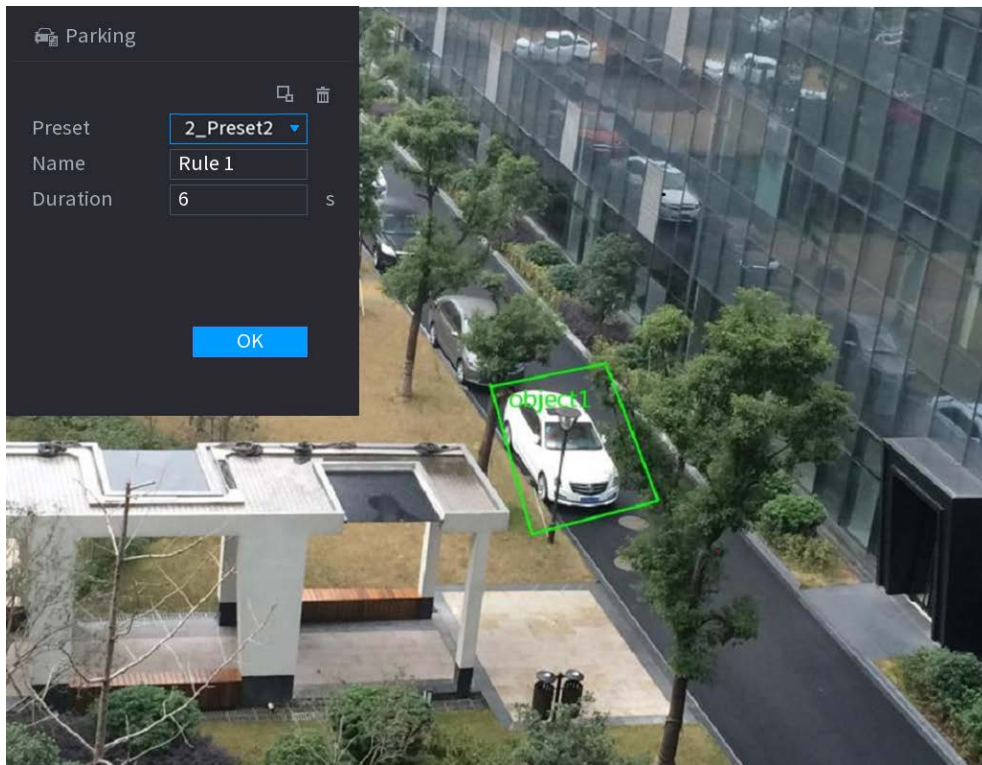 Parking
Preset 2_Preset2
Name Rule 1
Duration 6 s
OK
object1